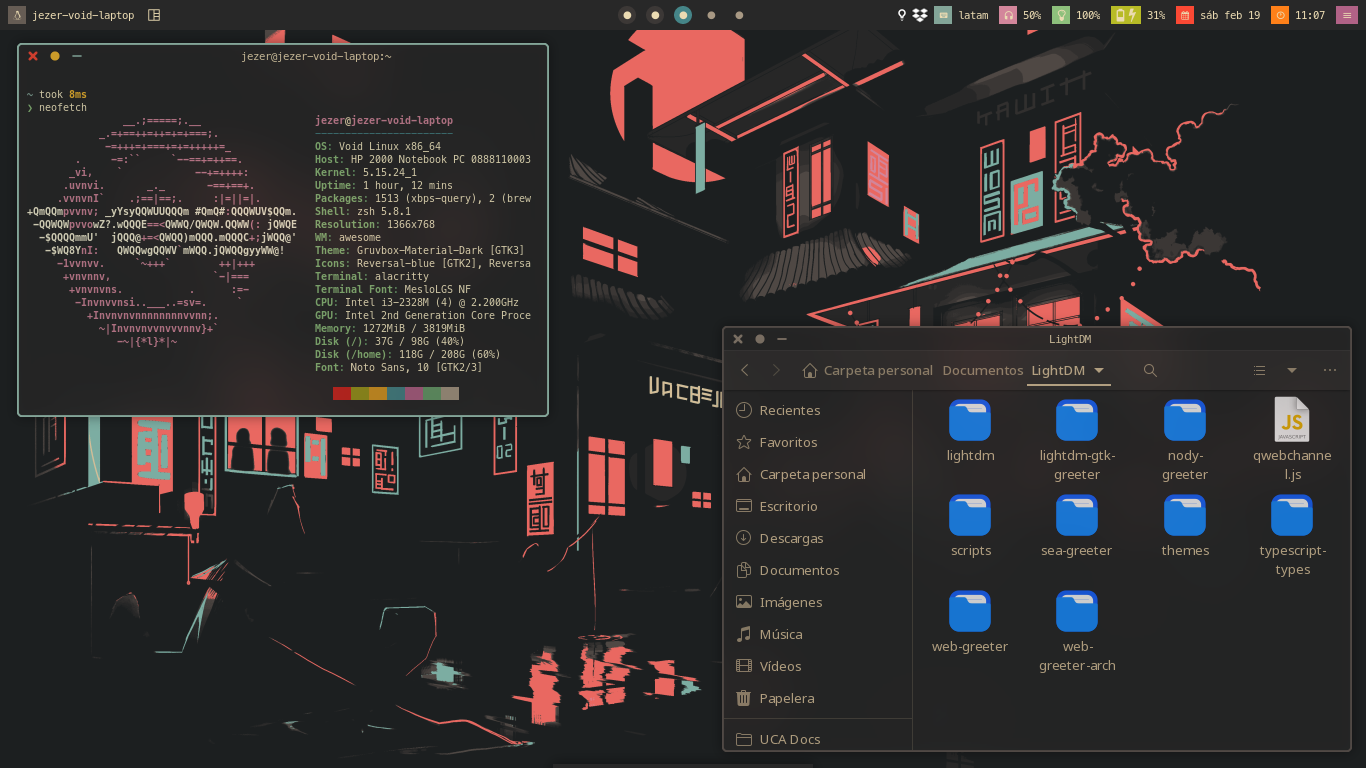 jezer-void-laptop
latam 50% 100% 31% sáb feb 19 11:07
jezer@jezer-void-laptop:~
~ took 8ms
❯ neofetch
jezer@jezer-void-laptop
-----------------------
OS: Void Linux x86_64
Host: HP 2000 Notebook PC 0888110003
Kernel: 5.15.24_1
Uptime: 1 hour, 12 mins
Packages: 1513 (xbps-query), 2 (brew
Shell: zsh 5.8.1
Resolution: 1366x768
WM: awesome
Theme: Gruvbox-Material-Dark [GTK3]
Icons: Reversal-blue [GTK2], Reversa
Terminal: alacritty
Terminal Font: MesloLGS NF
CPU: Intel i3-2328M (4) @ 2.200GHz
GPU: Intel 2nd Generation Core Proce
Memory: 1272MiB / 3819MiB
Disk (/): 37G / 98G (40%)
Disk (/home): 118G / 208G (60%)
Font: Noto Sans, 10 [GTK2/3]
LightDM
Carpeta personal Documentos LightDM
Recientes
Favoritos
Carpeta personal
Escritorio
Descargas
Documentos
Imágenes
Música
Vídeos
Papelera
UCA Docs
JS
JAVASCRIPT
lightdm
lightdm-gtk-
greeter
nody-
greeter
qwebchanne
l.js
scripts
sea-greeter
themes
typescript-
types
web-greeter
web-
greeter-arch